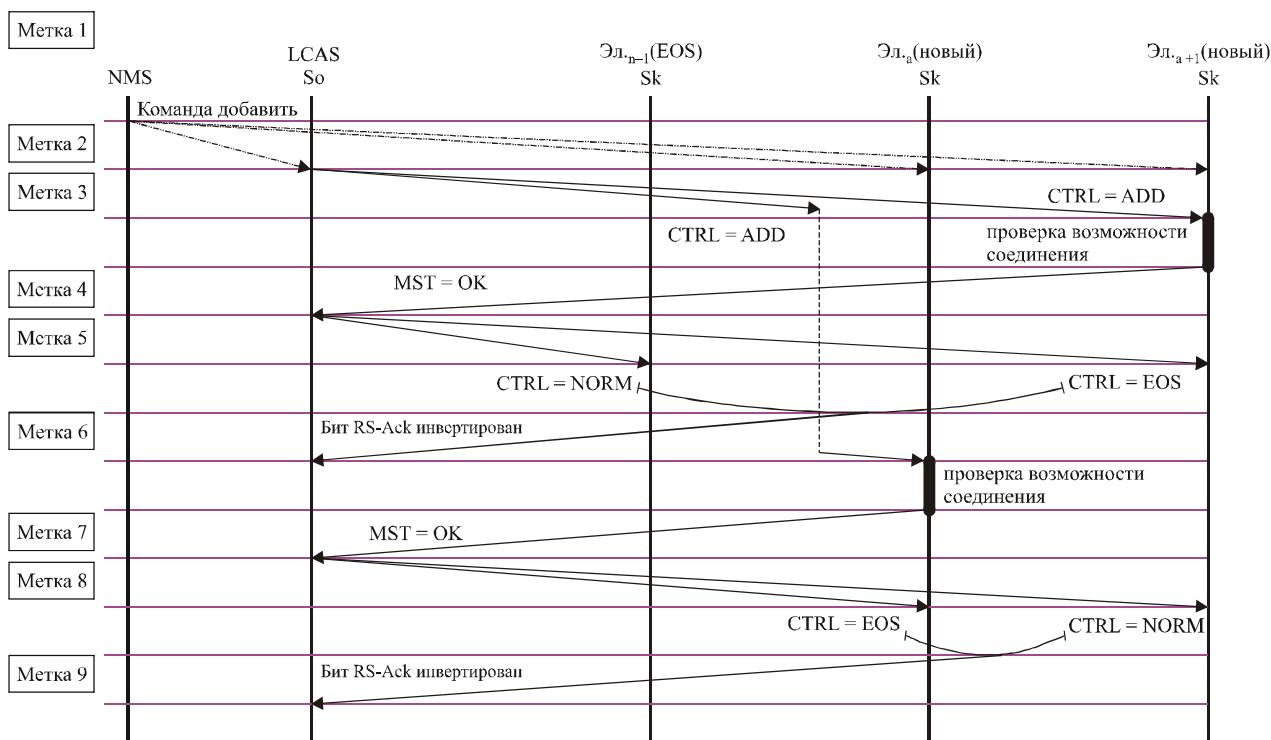 Метка 1
NMS
LCAS
So
Эл.n–1(EOS)
Sk
Эл.a(новый)
Sk
Эл.a+1(новый)
Sk
Команда добавить
Метка 2
Метка 3
CTRL = ADD
CTRL = ADD
проверка возможности
соединения
Метка 4
MST = OK
Метка 5
CTRL = NORM
CTRL = EOS
Метка 6
Бит RS-Ack инвертирован
проверка возможности
соединения
Метка 7
MST = OK
Метка 8
CTRL = EOS
CTRL = NORM
Метка 9
Бит RS-Ack инвертирован